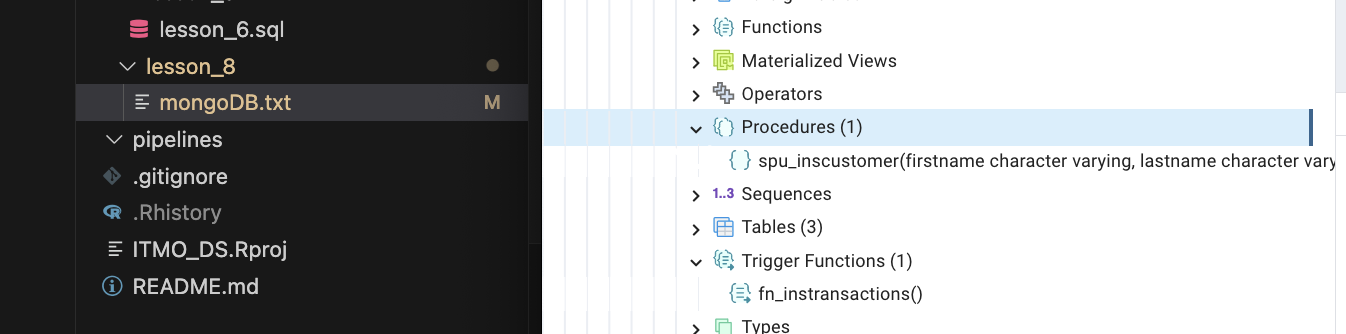 lesson_6.sql
lesson_8
mongoDB.txt M
pipelines
.gitignore
.Rhistory
ITMO_DS.Rproj
README.md
Functions
Materialized Views
Operators
Procedures (1)
spu_inscustomer(firstname character varying, lastname character vary
1..3 Sequences
Tables (3)
Trigger Functions (1)
fn_instransactions()
Types